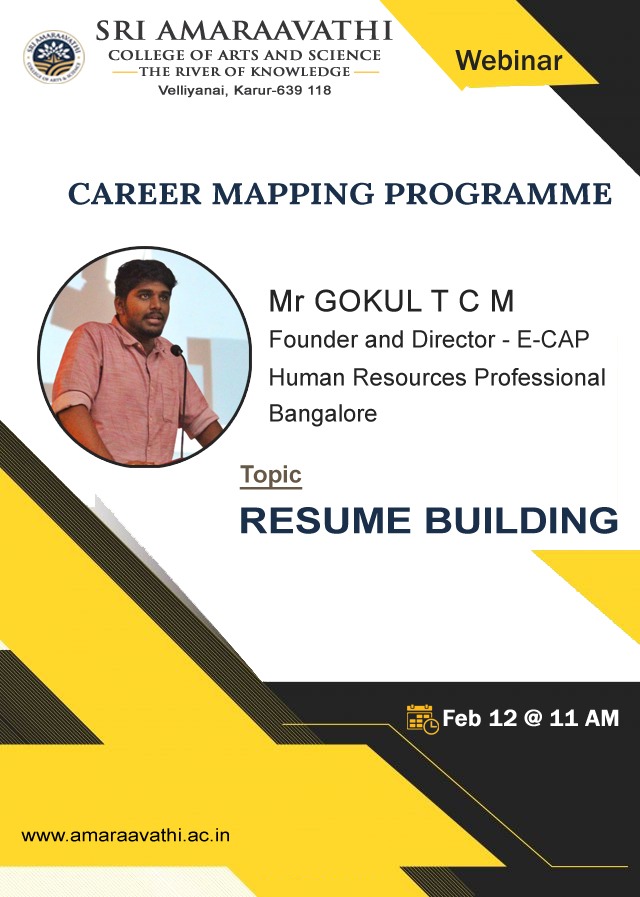 SRI AMARAAVATHI
COLLEGE OF ARTS AND SCIENCE
THE RIVER OF KNOWLEDGE
Velliyanai, Karur-639 118
Webinar
CAREER MAPPING PROGRAMME
Mr GOKUL T C M
Founder and Director - E-CAP
Human Resources Professional
Bangalore
Topic
RESUME BUILDING
Feb 12 @ 11 AM
www.amaraavathi.ac.in